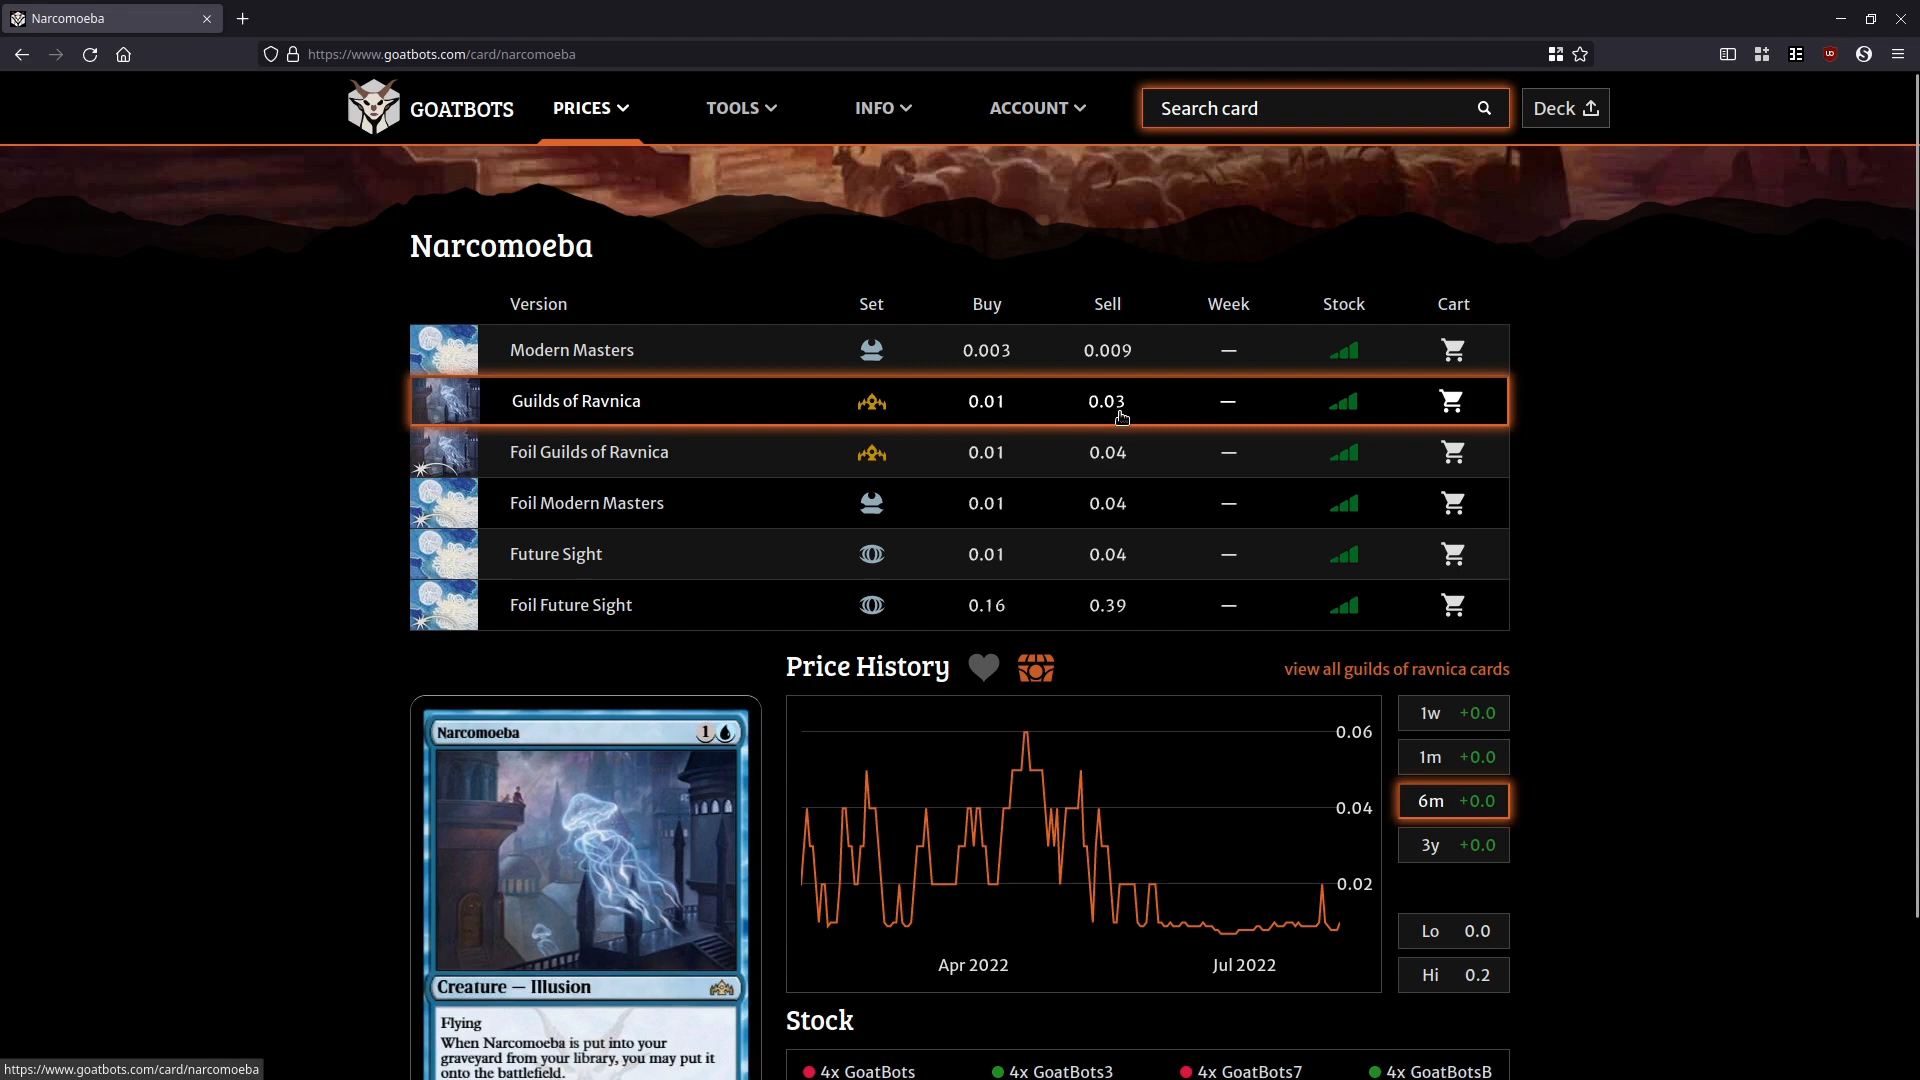 Narcomoeba
https://www.goatbots.com/card/narcomoeba
GOATBOTS PRICES TOOLS INFO ACCOUNT Search card Deck
Narcomoeba
Version Set Buy Sell Week Stock Cart
Modern Masters 0.003 0.009 —
Guilds of Ravnica 0.01 0.03 —
Foil Guilds of Ravnica 0.01 0.04 —
Foil Modern Masters 0.01 0.04 —
Future Sight 0.01 0.04 —
Foil Future Sight 0.16 0.39 —
Price History view all guilds of ravnica cards
Narcomoeba 1
Creature — Illusion
Flying
When Narcomoeba is put into your
graveyard from your library, you may put it
onto the battlefield.
0.06
0.04
0.02
Apr 2022 Jul 2022
1w +0.0
1m +0.0
6m +0.0
3y +0.0
Lo 0.0
Hi 0.2
Stock
4x GoatBots 4x GoatBots3 4x GoatBots7 4x GoatBotsB
https://www.goatbots.com/card/narcomoeba